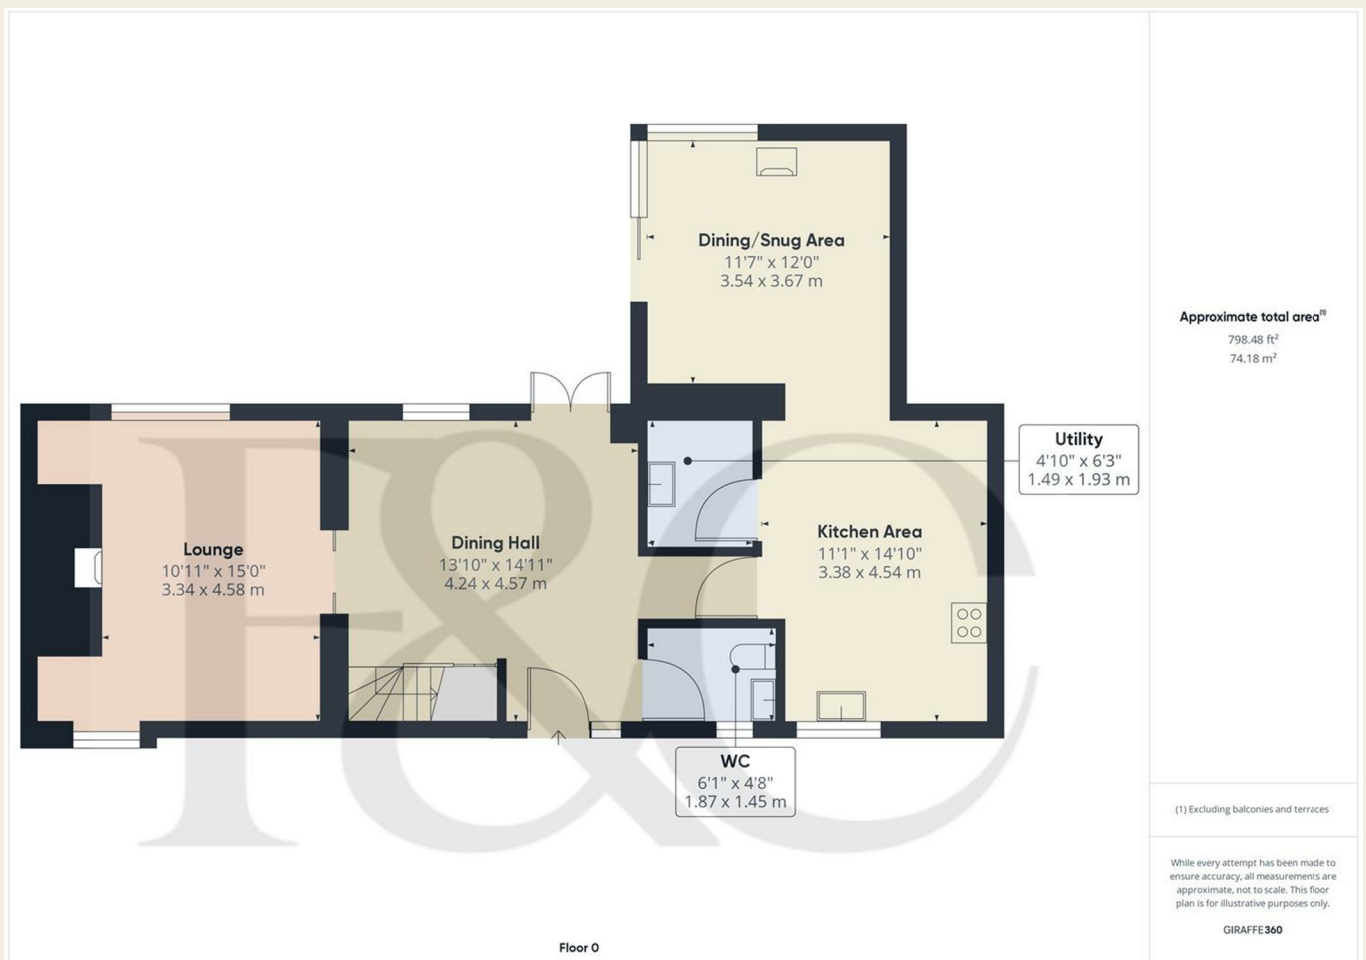 Dining/Snug Area
11'7" x 12'0"
3.54 x 3.67 m
Approximate total area(1)
798.48 ft²
74.18 m²
Utility
4'10" x 6'3"
1.49 x 1.93 m
Lounge
10'11" x 15'0"
3.34 x 4.58 m
Dining Hall
13'10" x 14'11"
4.24 x 4.57 m
Kitchen Area
11'1" x 14'10"
3.38 x 4.54 m
F&C
WC
6'1" x 4'8"
1.87 x 1.45 m
(1) Excluding balconies and terraces
While every attempt has been made to
ensure accuracy, all measurements are
approximate, not to scale. This floor
plan is for illustrative purposes only.
GIRAFFE360
Floor 0